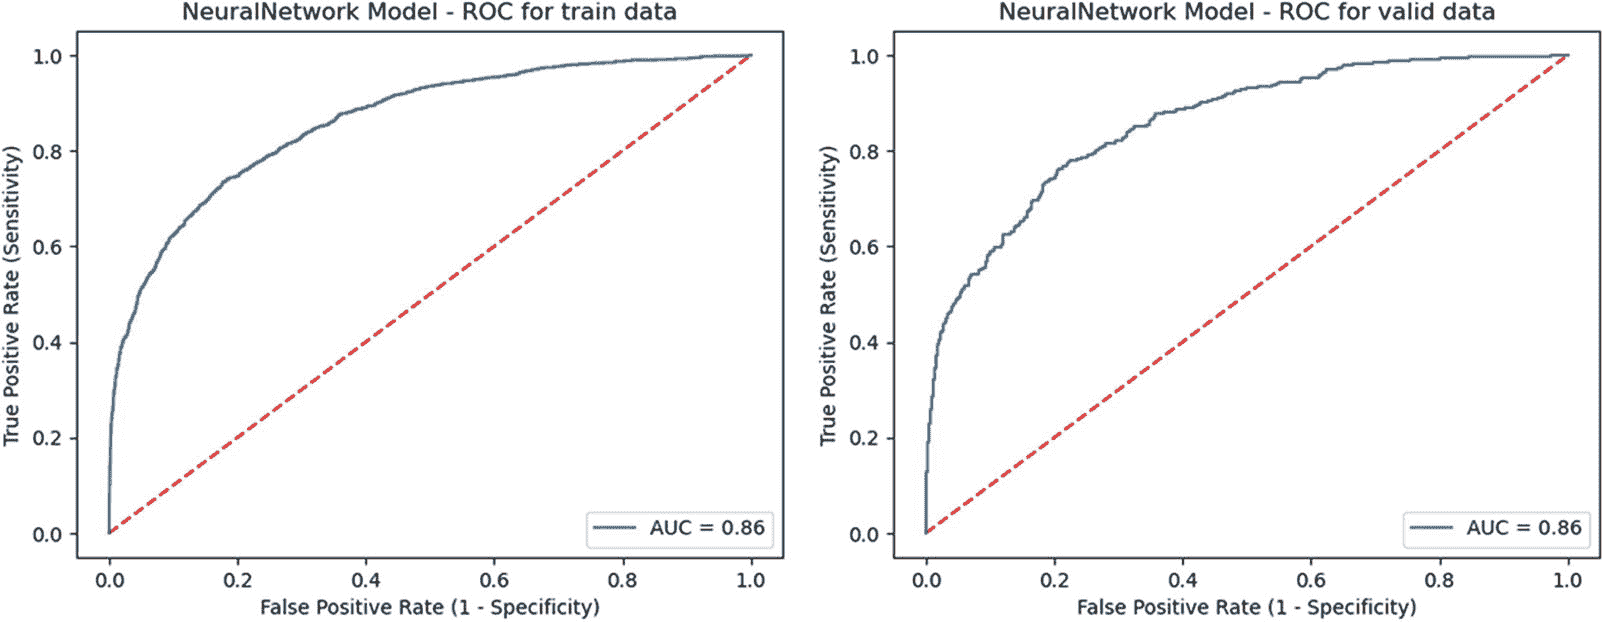 NeuralNetwork Model - ROC for train data
True Positive Rate (Sensitivity)
1.0
0.8
0.6
0.4
0.2
0.0
AUC = 0.86
0.0 0.2 0.4 0.6 0.8 1.0
False Positive Rate (1 - Specificity)
NeuralNetwork Model - ROC for valid data
True Positive Rate (Sensitivity)
1.0
0.8
0.6
0.4
0.2
0.0
AUC = 0.86
0.0 0.2 0.4 0.6 0.8 1.0
False Positive Rate (1 - Specificity)